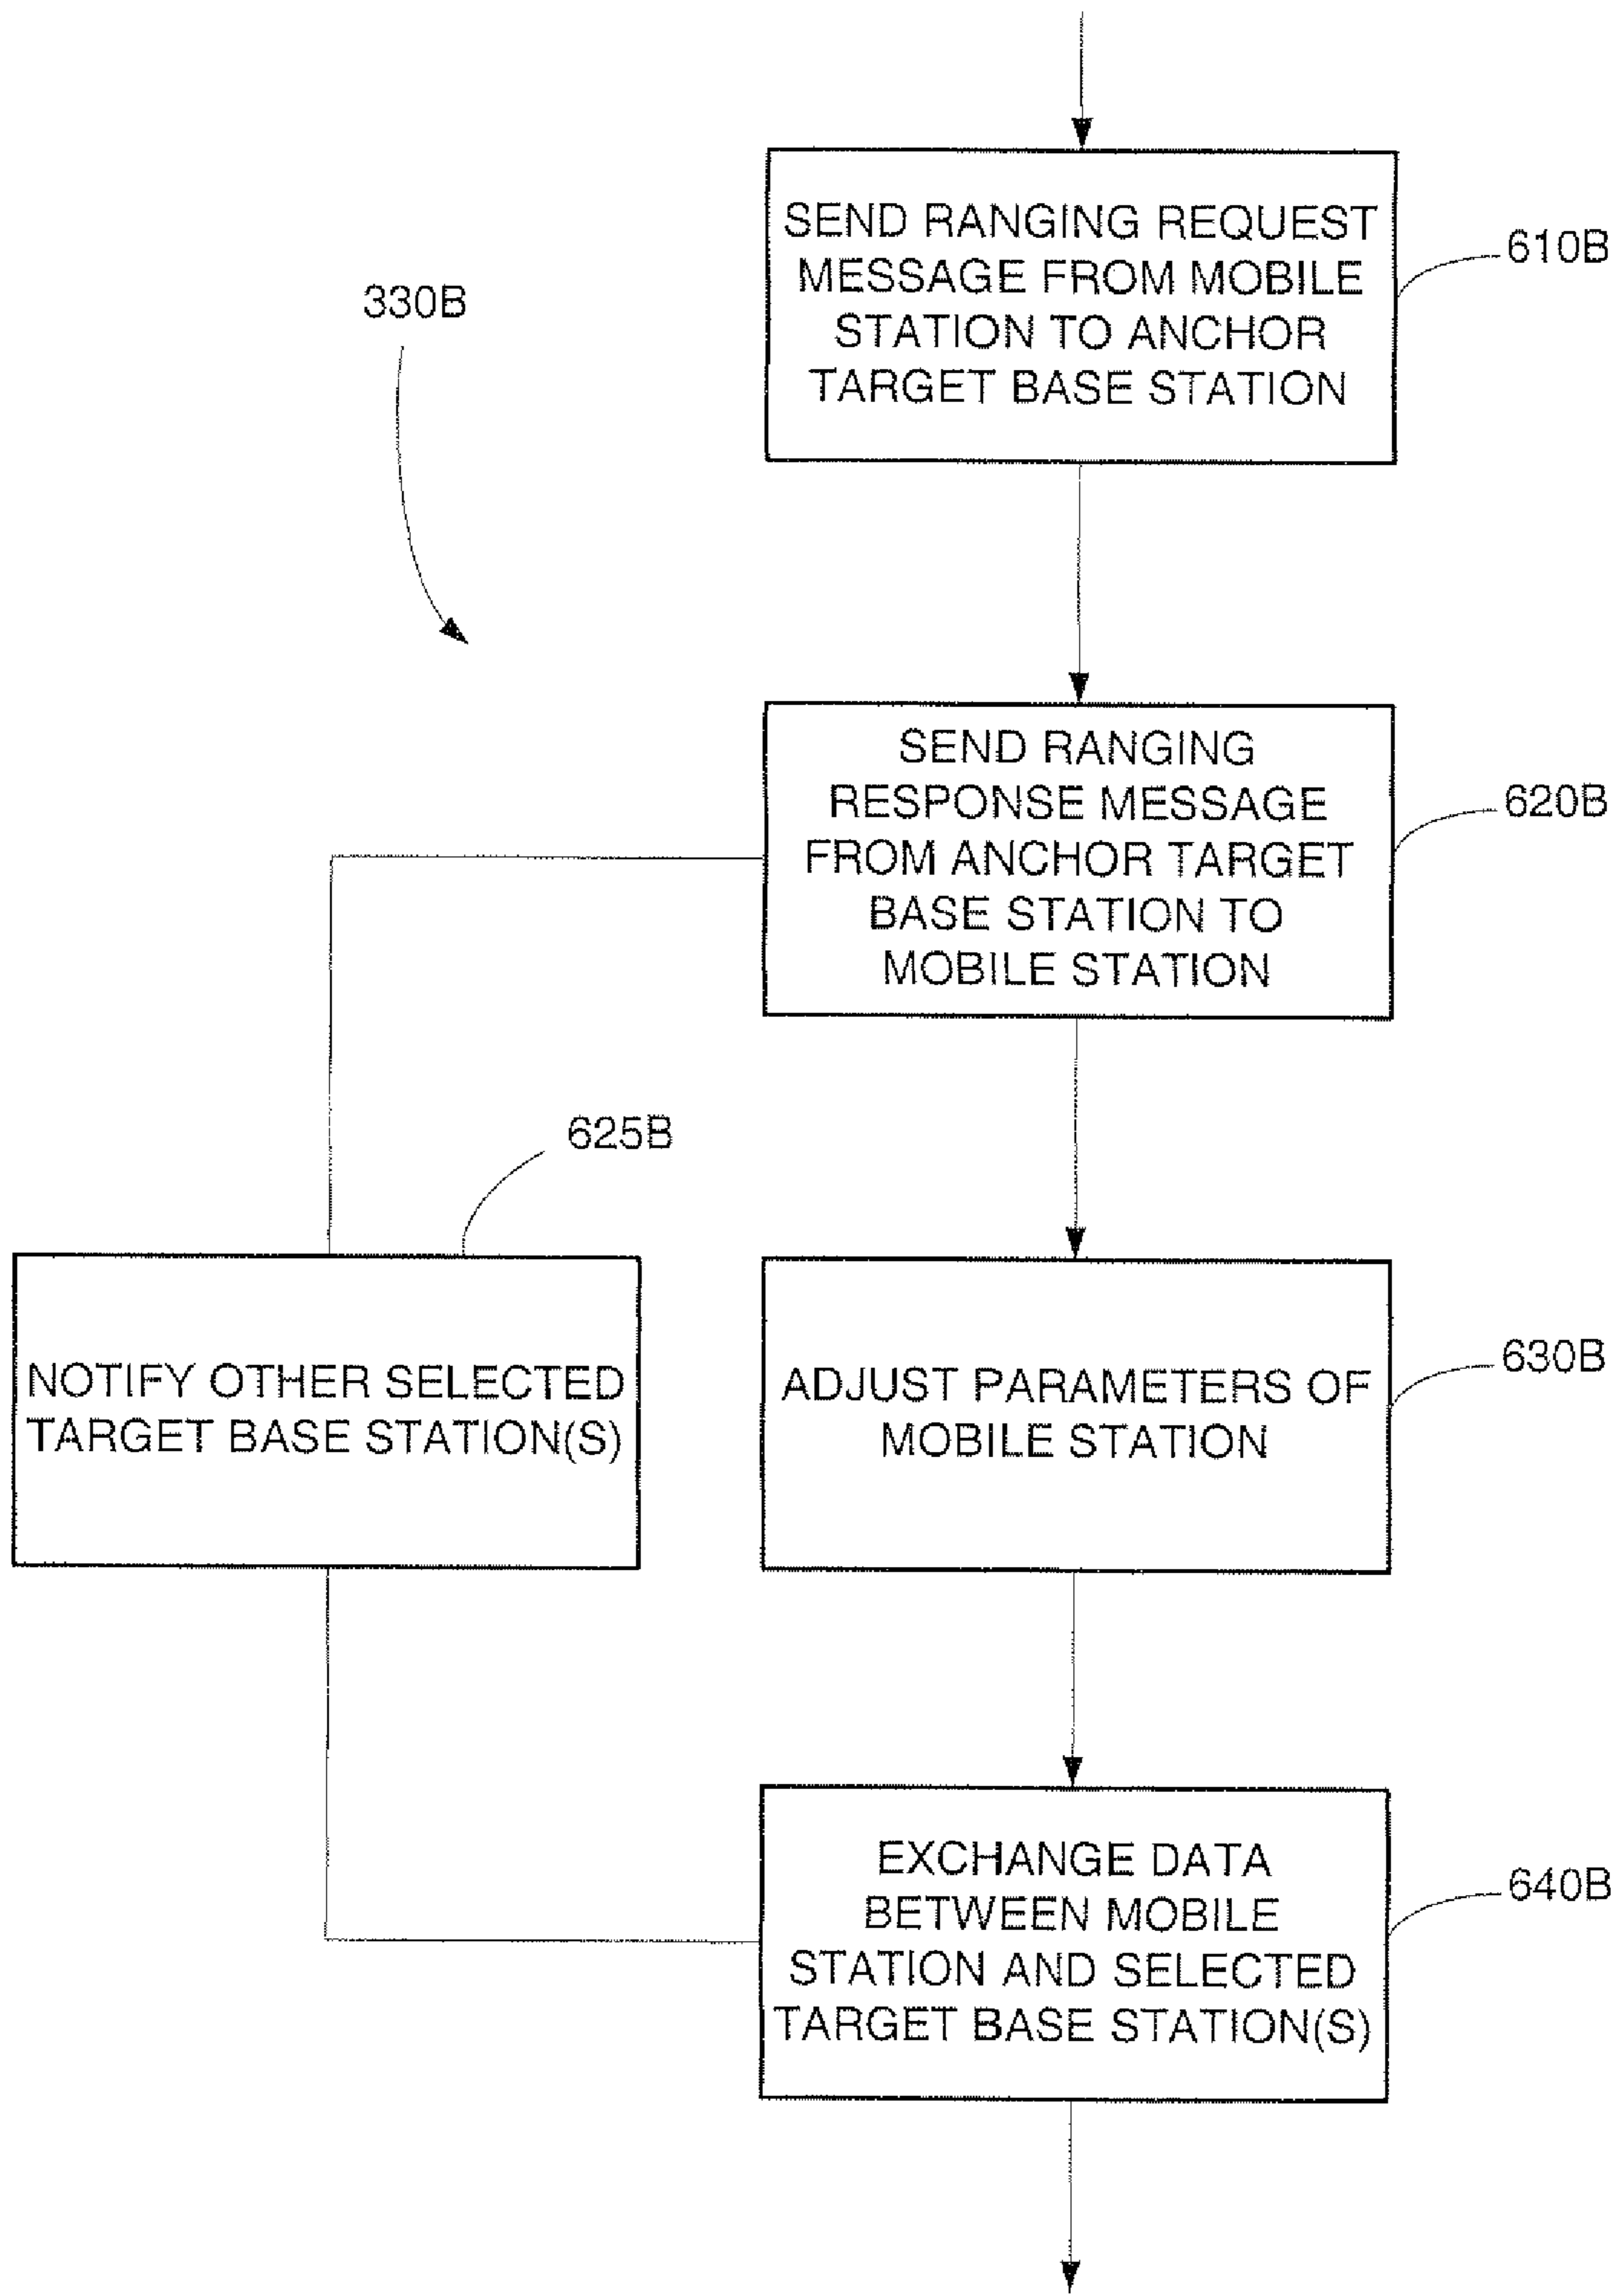 SEND RANGING REQUEST
MESSAGE FROM MOBILE
STATION TO ANCHOR
TARGET BASE STATION
610B
330B
SEND RANGING
RESPONSE MESSAGE
FROM ANCHOR TARGET
BASE STATION TO
MOBILE STATION
620B
625B
NOTIFY OTHER SELECTED
TARGET BASE STATION(S)
ADJUST PARAMETERS OF
MOBILE STATION
630B
EXCHANGE DATA
BETWEEN MOBILE
STATION AND SELECTED
TARGET BASE STATION(S)
640B